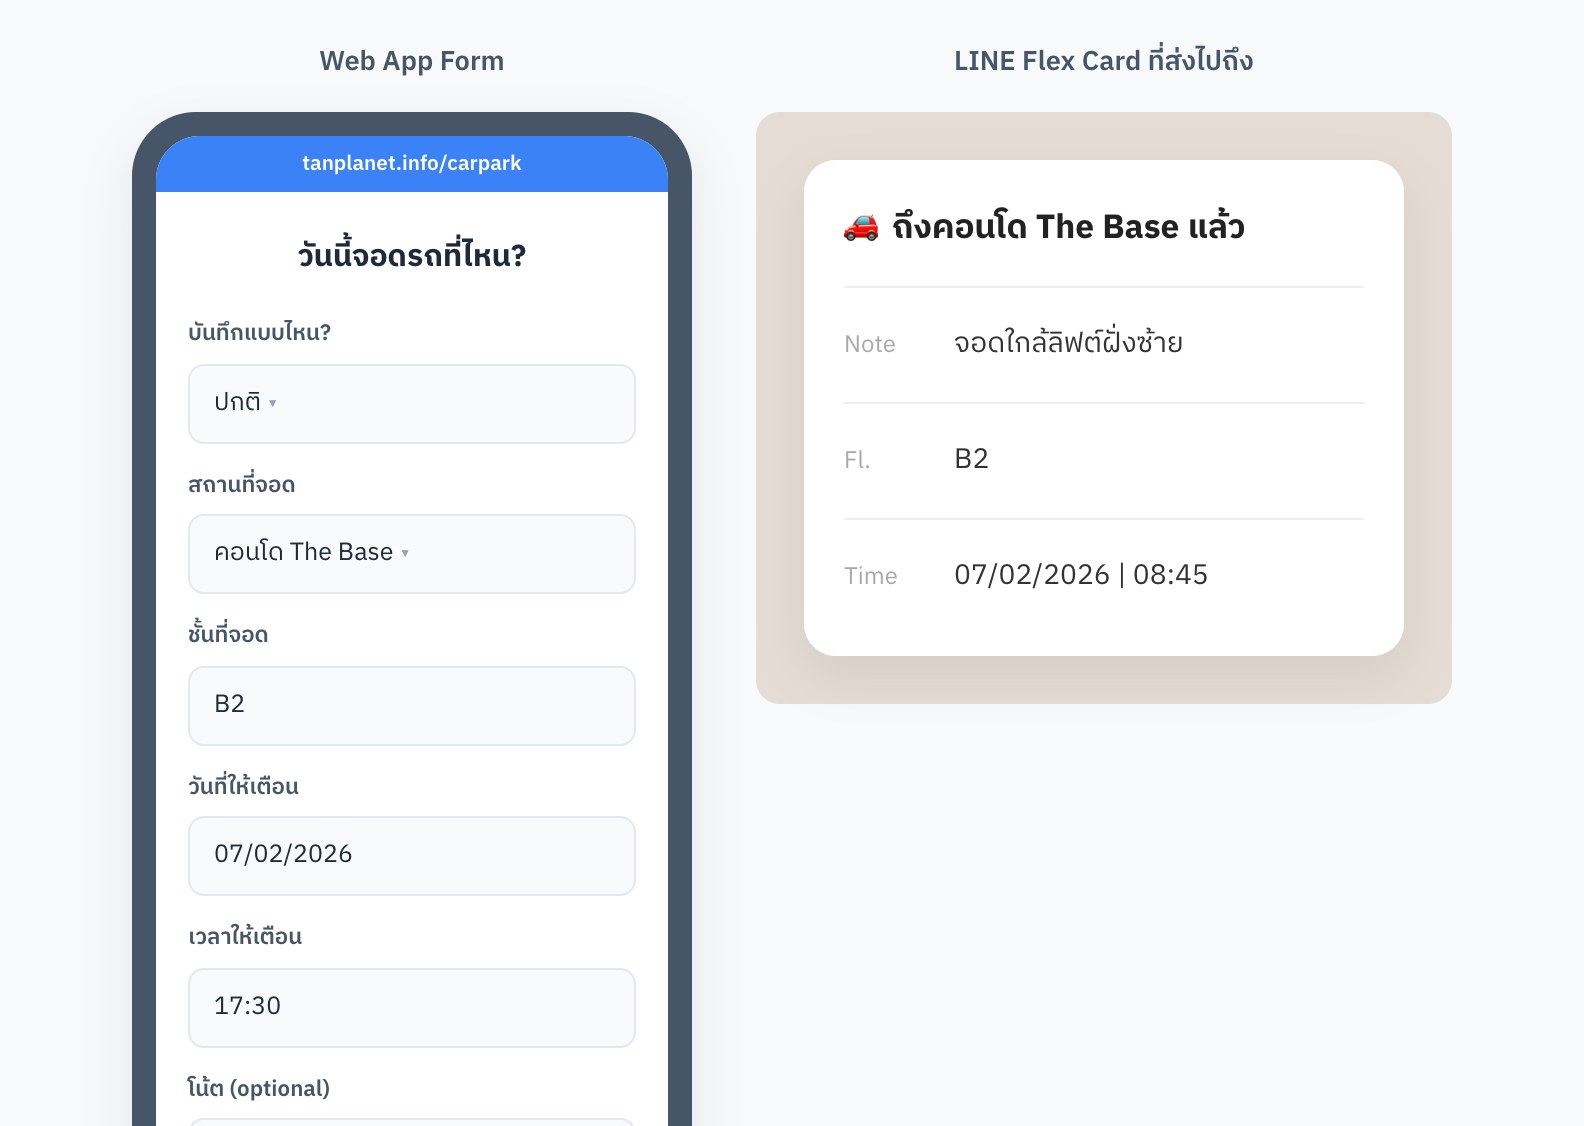 Web App Form
tanplanet.info/carpark
วันนี้จอดรถที่ไหน?
บันทึกแบบไหน?
ปกติ ▾
สถานที่จอด
คอนโด The Base ▾
ชั้นที่จอด
B2
วันที่ให้เตือน
07/02/2026
เวลาให้เตือน
17:30
โน้ต (optional)
LINE Flex Card ที่ส่งไปถึง
🚗 ถึงคอนโด The Base แล้ว
Note จอดใกล้ลิฟต์ฝั่งซ้าย
Fl. B2
Time 07/02/2026 | 08:45